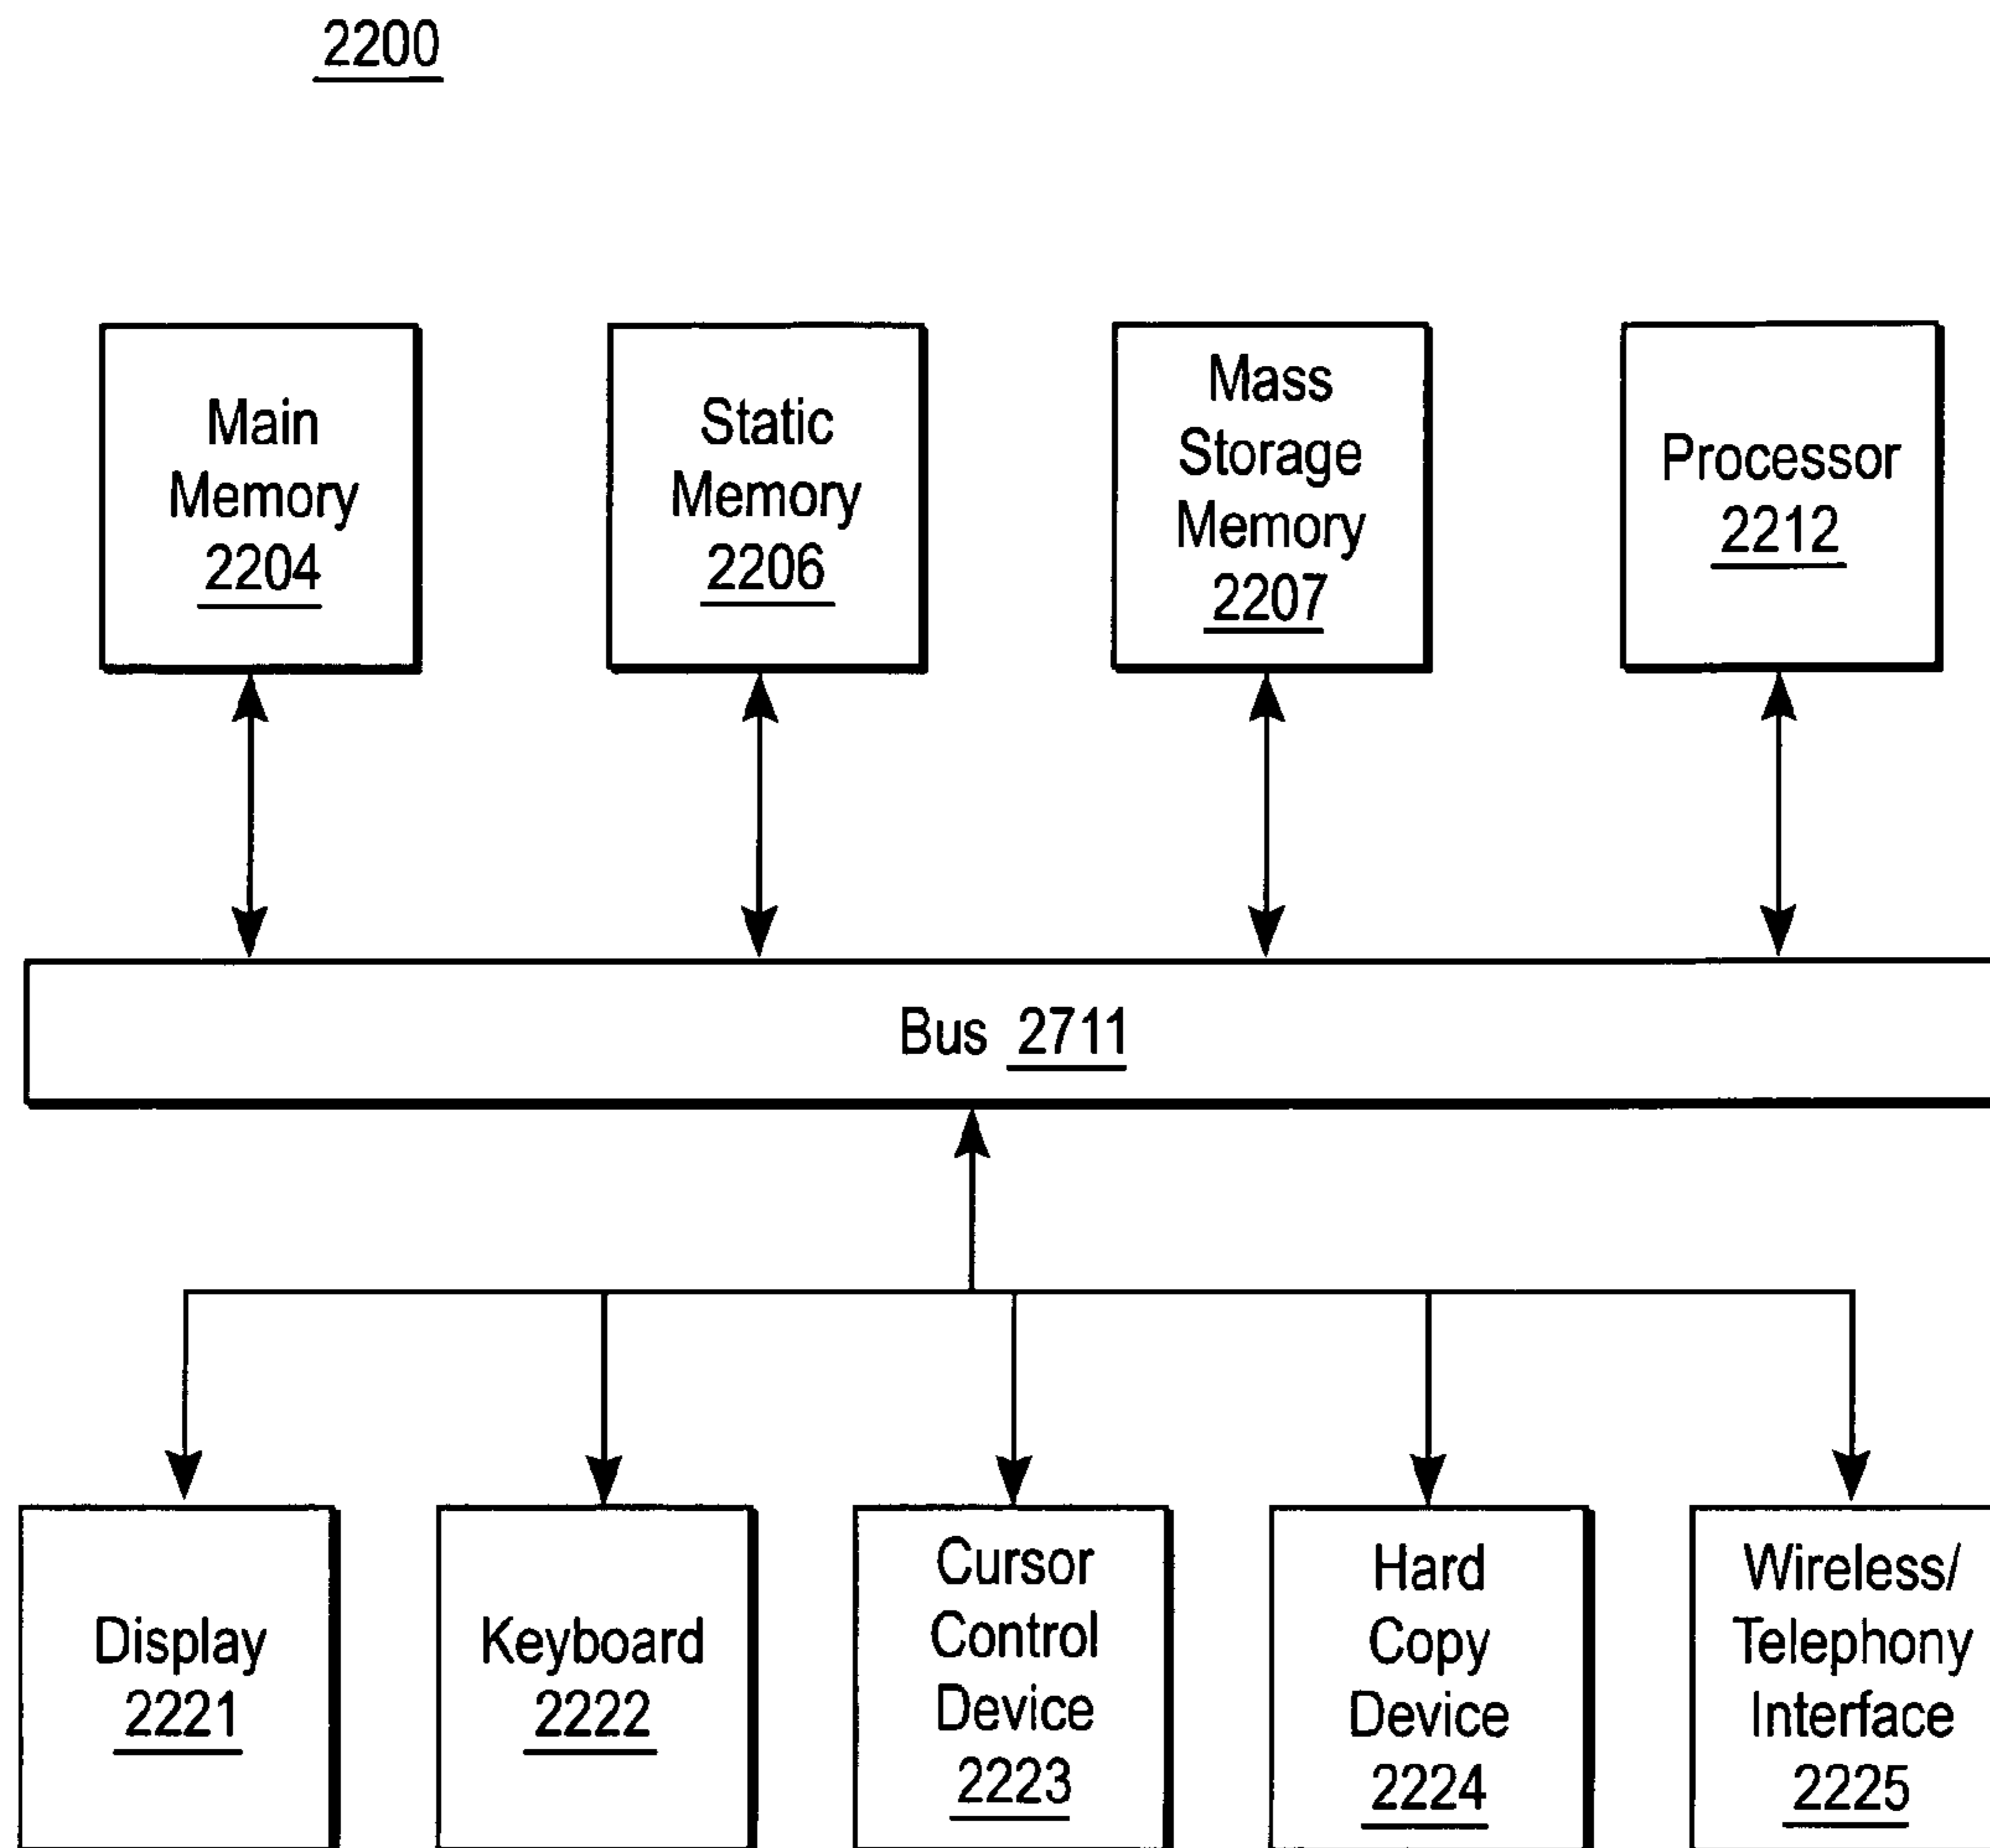 2200
Main
Memory
2204
Static
Memory
2206
Mass
Storage
Memory
2207
Processor
2212
Bus 2711
Display
2221
Keyboard
2222
Cursor
Control
Device
2223
Hard
Copy
Device
2224
Wireless/
Telephony
Interface
2225